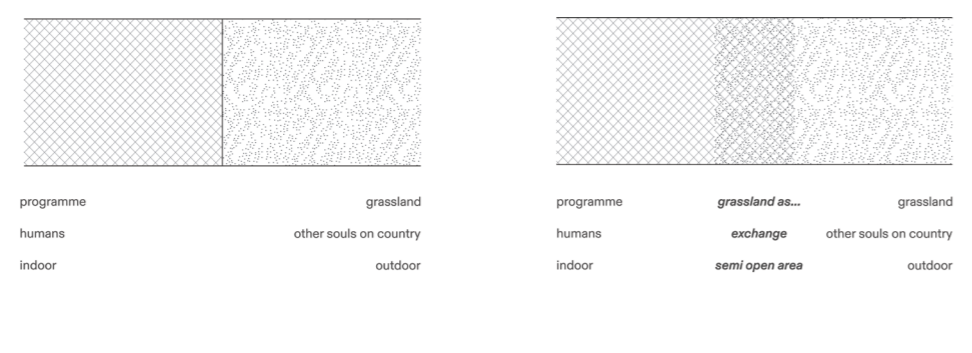 programme grassland
humans other souls on country
indoor outdoor
programme grassland as... grassland
humans exchange other souls on country
indoor semi open area outdoor